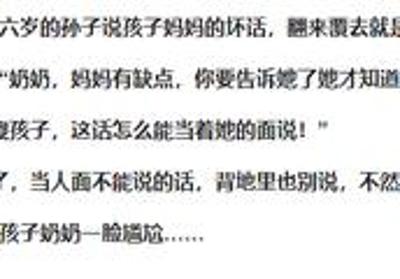 六岁的孙子说孩子妈妈的坏话，翻来覆去就是
“奶奶，妈妈有缺点，你要告诉她了她才知道
孩子，这话怎么能当着她的面说！”
，当人面不能说的话，背地里也别说，不然
孩子奶奶一脸尴尬……